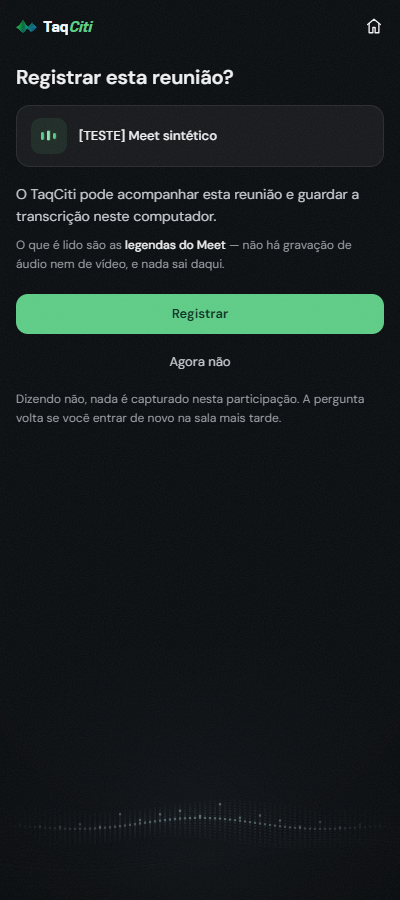 TaqCiti
Registrar esta reunião?
[TESTE] Meet sintético
O TaqCiti pode acompanhar esta reunião e guardar a
transcrição neste computador.
O que é lido são as legendas do Meet — não há gravação de
áudio nem de vídeo, e nada sai daqui.
Registrar
Agora não
Dizendo não, nada é capturado nesta participação. A pergunta
volta se você entrar de novo na sala mais tarde.